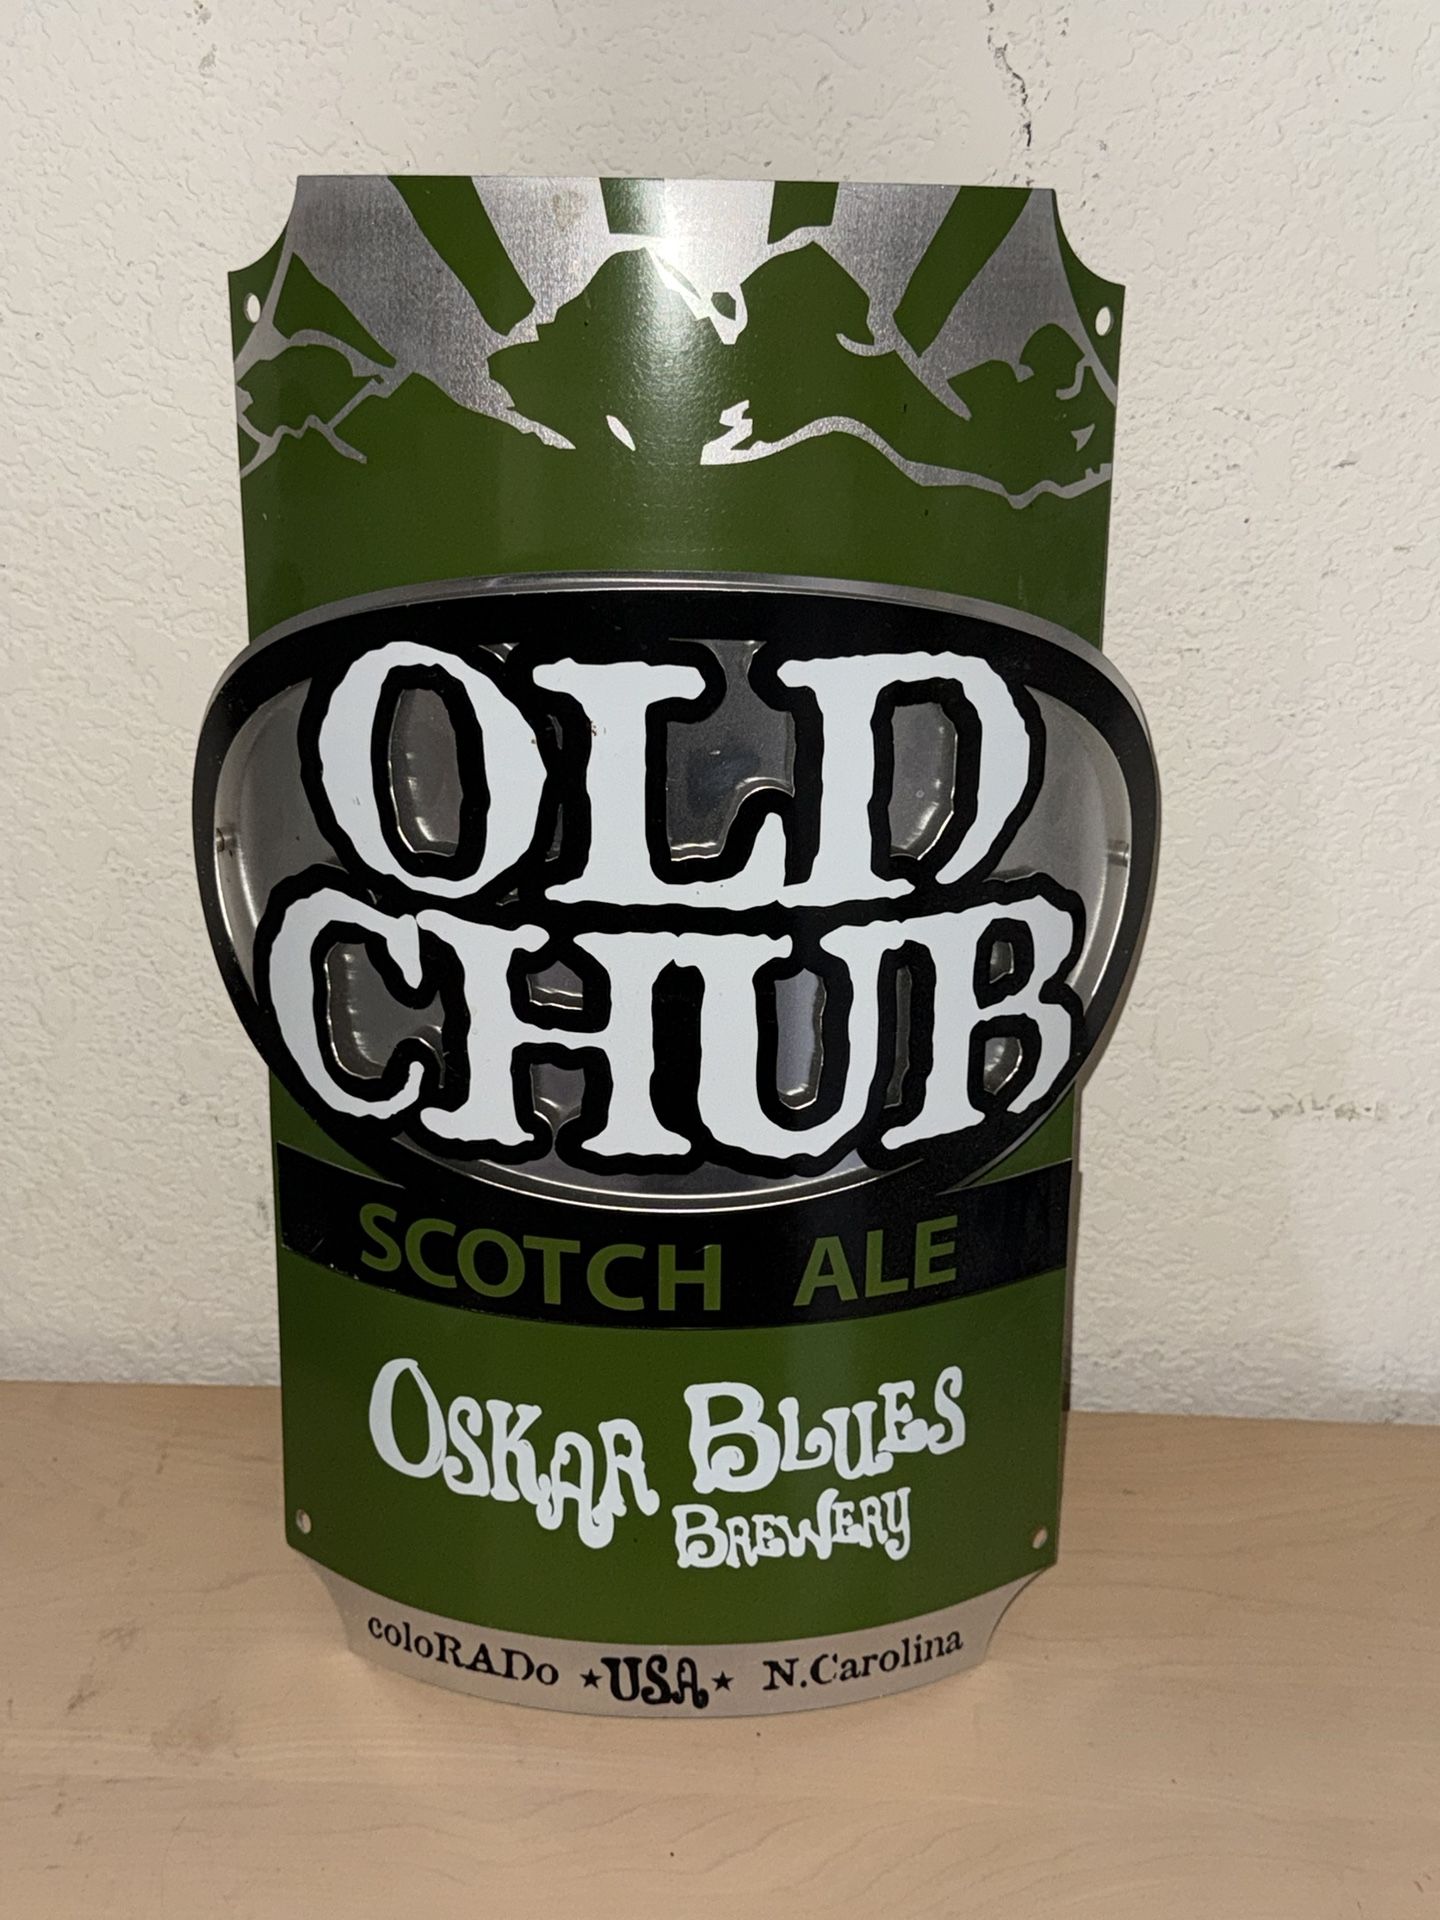 OLD
CHUB
SCOTCH ALE
OSKAR BLUES
BREWERY
coloRADo ★USA★ N.Carolina